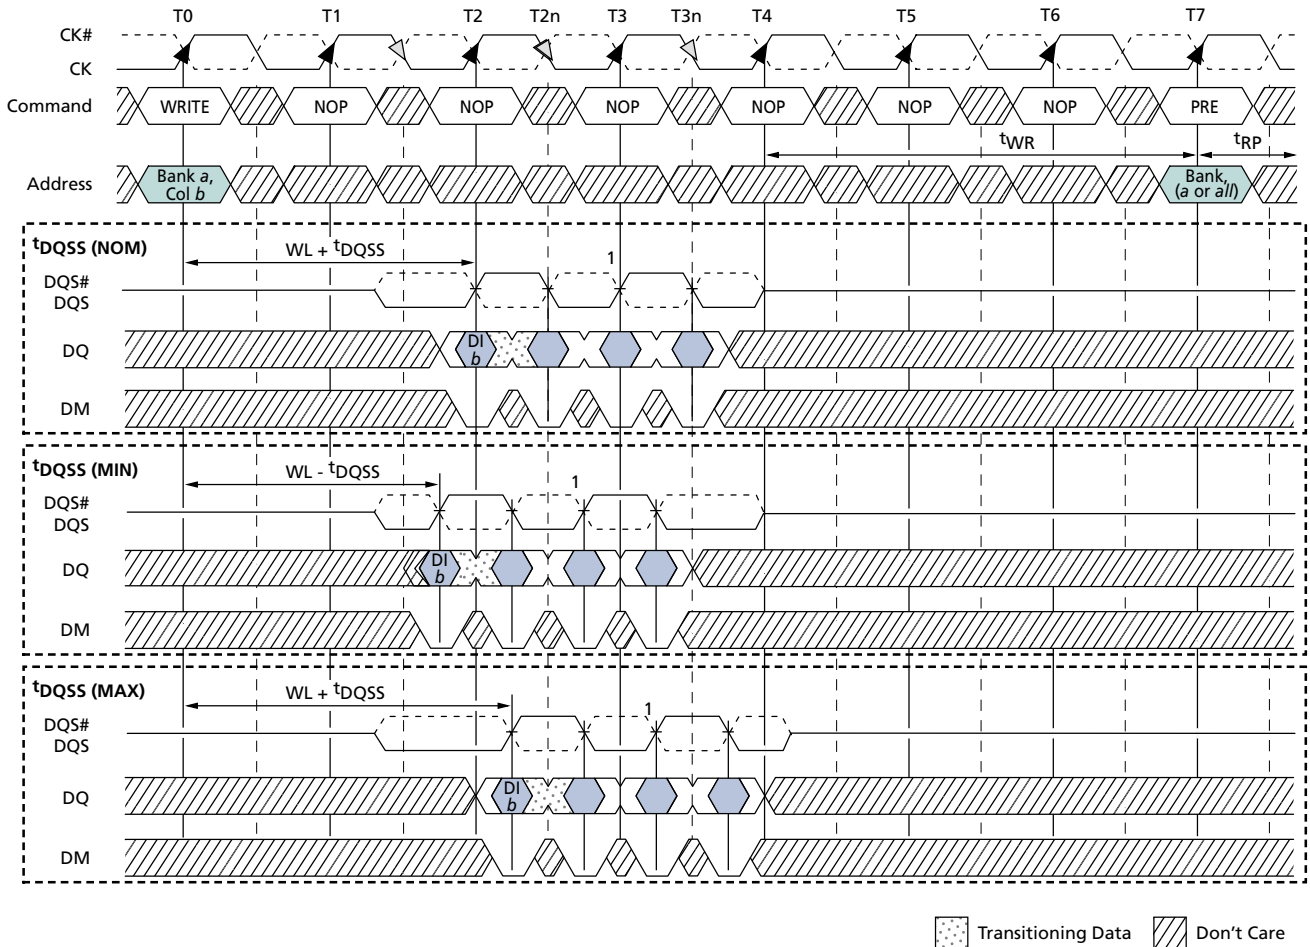 T0 T1 T2 T2n T3 T3n T4 T5 T6 T7
CK#
CK
Command WRITE NOP NOP NOP NOP NOP NOP PRE
tWR tRP
Address Bank a, Col b Bank, (a or all)
tDQSS (NOM)
WL + tDQSS
1
DQS#
DQS
DQ DI b
DM
tDQSS (MIN)
WL - tDQSS
1
DQS#
DQS
DQ DI b
DM
tDQSS (MAX)
WL + tDQSS
1
DQS#
DQS
DQ DI b
DM
Transitioning Data Don't Care